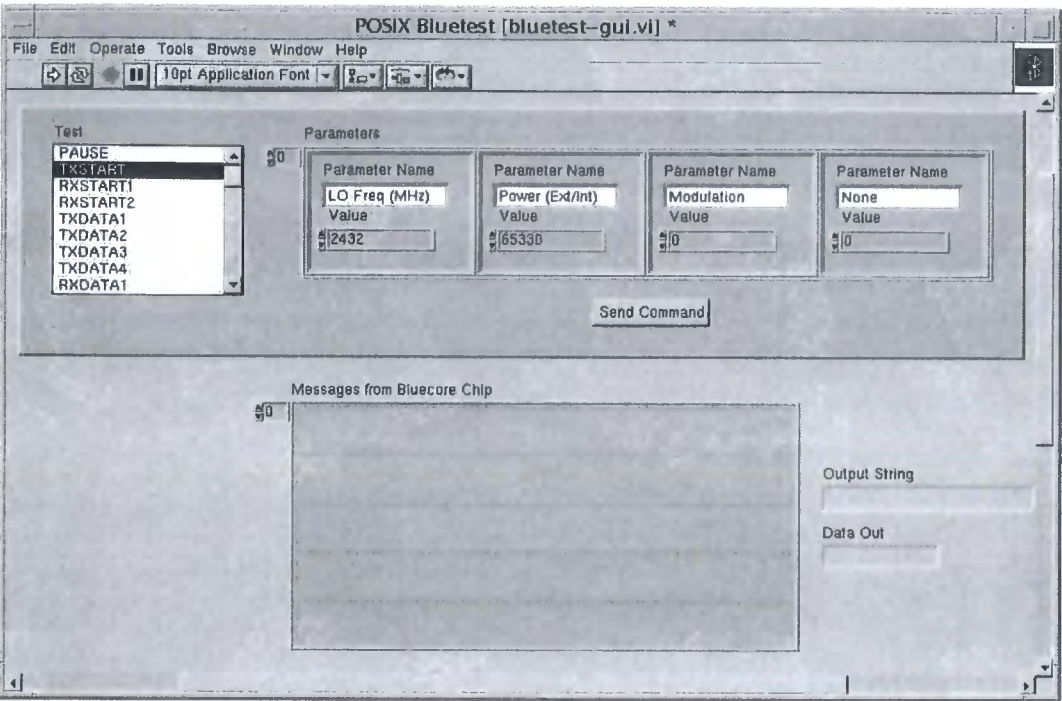 POSIX Bluetest [bluetest-gui.vi] *
File Edit Operate Tools Browse Window Help
10pt Application Font
Test
PAUSE
TXSTART
RXSTART1
RXSTART2
TXDATA1
TXDATA2
TXDATA3
TXDATA4
RXDATA1
Parameters
0
Parameter Name
LO Freq (MHz)
Value
2432
Parameter Name
Power (Ext/Int)
Value
65330
Parameter Name
Modulation
Value
0
Parameter Name
None
Value
0
Send Command
Messages from Bluecore Chip
0
Output String
Data Out